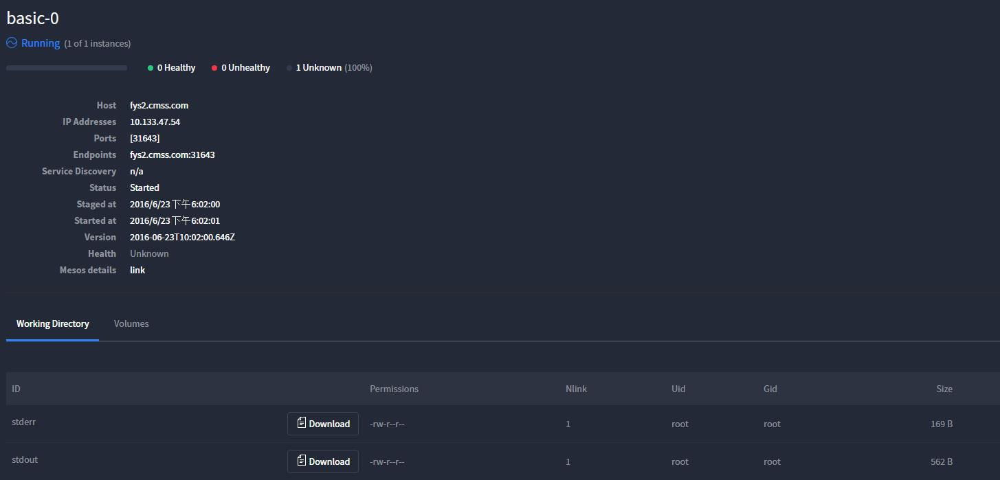 basic-0
Running (1 of 1 instances)
0 Healthy 0 Unhealthy 1 Unknown (100%)
Host fys2.cmss.com
IP Addresses 10.133.47.54
Ports [31643]
Endpoints fys2.cmss.com:31643
Service Discovery n/a
Status Started
Staged at 2016/6/23 下午6:02:00
Started at 2016/6/23 下午6:02:01
Version 2016-06-23T10:02:00.646Z
Health Unknown
Mesos details link
Working Directory Volumes
ID Permissions Nlink Uid Gid Size
stderr Download -rw-r--r-- 1 root root 169 B
stdout Download -rw-r--r-- 1 root root 562 B